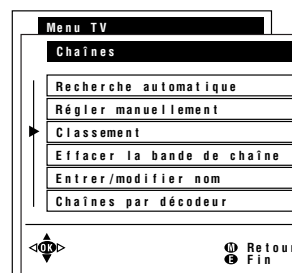 Menu TV
Chaînes
Recherche automatique
Régler manuellement
Classement
Effacer la bande de chaîne
Entrer/modifier nom
Chaînes par décodeur
OK
M Retour
E Fin